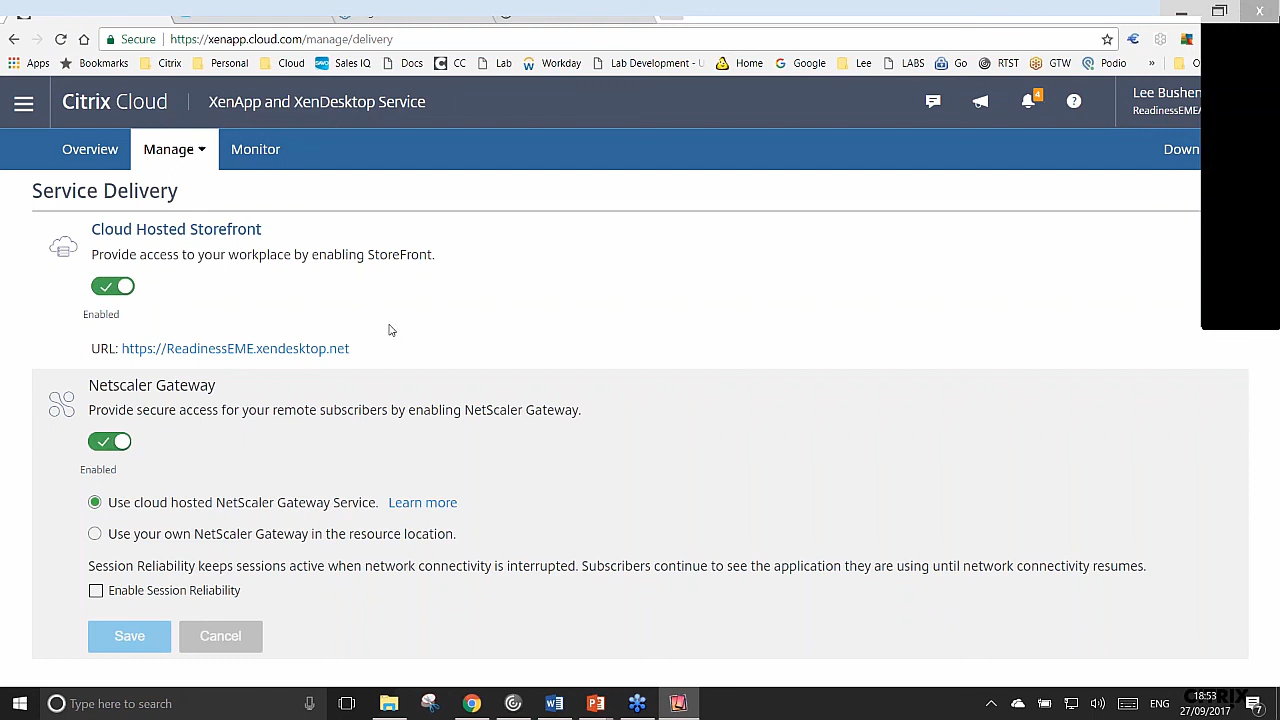 Secure
https://xenapp.cloud.com/manage/delivery
Apps Bookmarks Citrix Personal Cloud Sales IQ Docs CC Lab Workday Lab Development - U Home Google Lee LABS Go RTST GTW Podio » O
Citrix Cloud XenApp and XenDesktop Service 4 ? Lee Bushen
ReadinessEMEA
Overview Manage Monitor Down
Service Delivery
Cloud Hosted Storefront
Provide access to your workplace by enabling StoreFront.
Enabled
URL: https://ReadinessEME.xendesktop.net
Netscaler Gateway
Provide secure access for your remote subscribers by enabling NetScaler Gateway.
Enabled
Use cloud hosted NetScaler Gateway Service. Learn more
Use your own NetScaler Gateway in the resource location.
Session Reliability keeps sessions active when network connectivity is interrupted. Subscribers continue to see the application they are using until network connectivity resumes.
Enable Session Reliability
Save Cancel
Type here to search ENG 18:53
27/09/2017 7
CITRIX